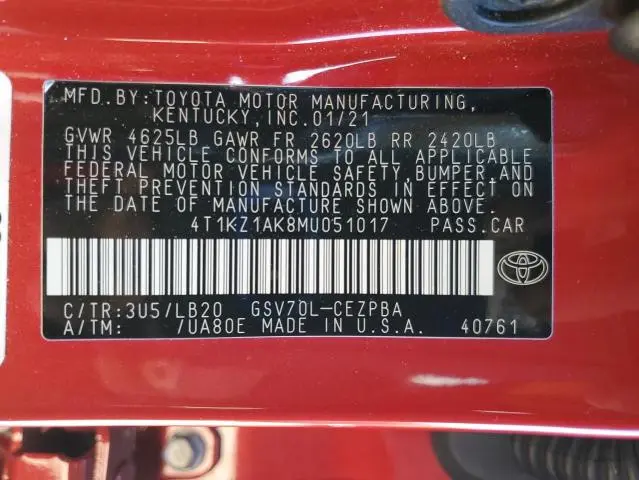 MFD.BY:TOYOTA MOTOR MANUFACTURING,
KENTUCKY,INC.01/21
GVWR 4625LB GAWR FR 2620LB RR 2420LB
THIS VEHICLE CONFORMS TO ALL APPLICABLE
FEDERAL MOTOR VEHICLE SAFETY,BUMPER,AND
THEFT PREVENTION STANDARDS IN EFFECT ON
THE DATE OF MANUFACTURE SHOWN ABOVE.
4T1KZ1AK8MU051017 PASS.CAR
C/TR:3U5/LB20 GSV70L-CEZPBA
A/TM: /UA80E MADE IN U.S.A. 40761